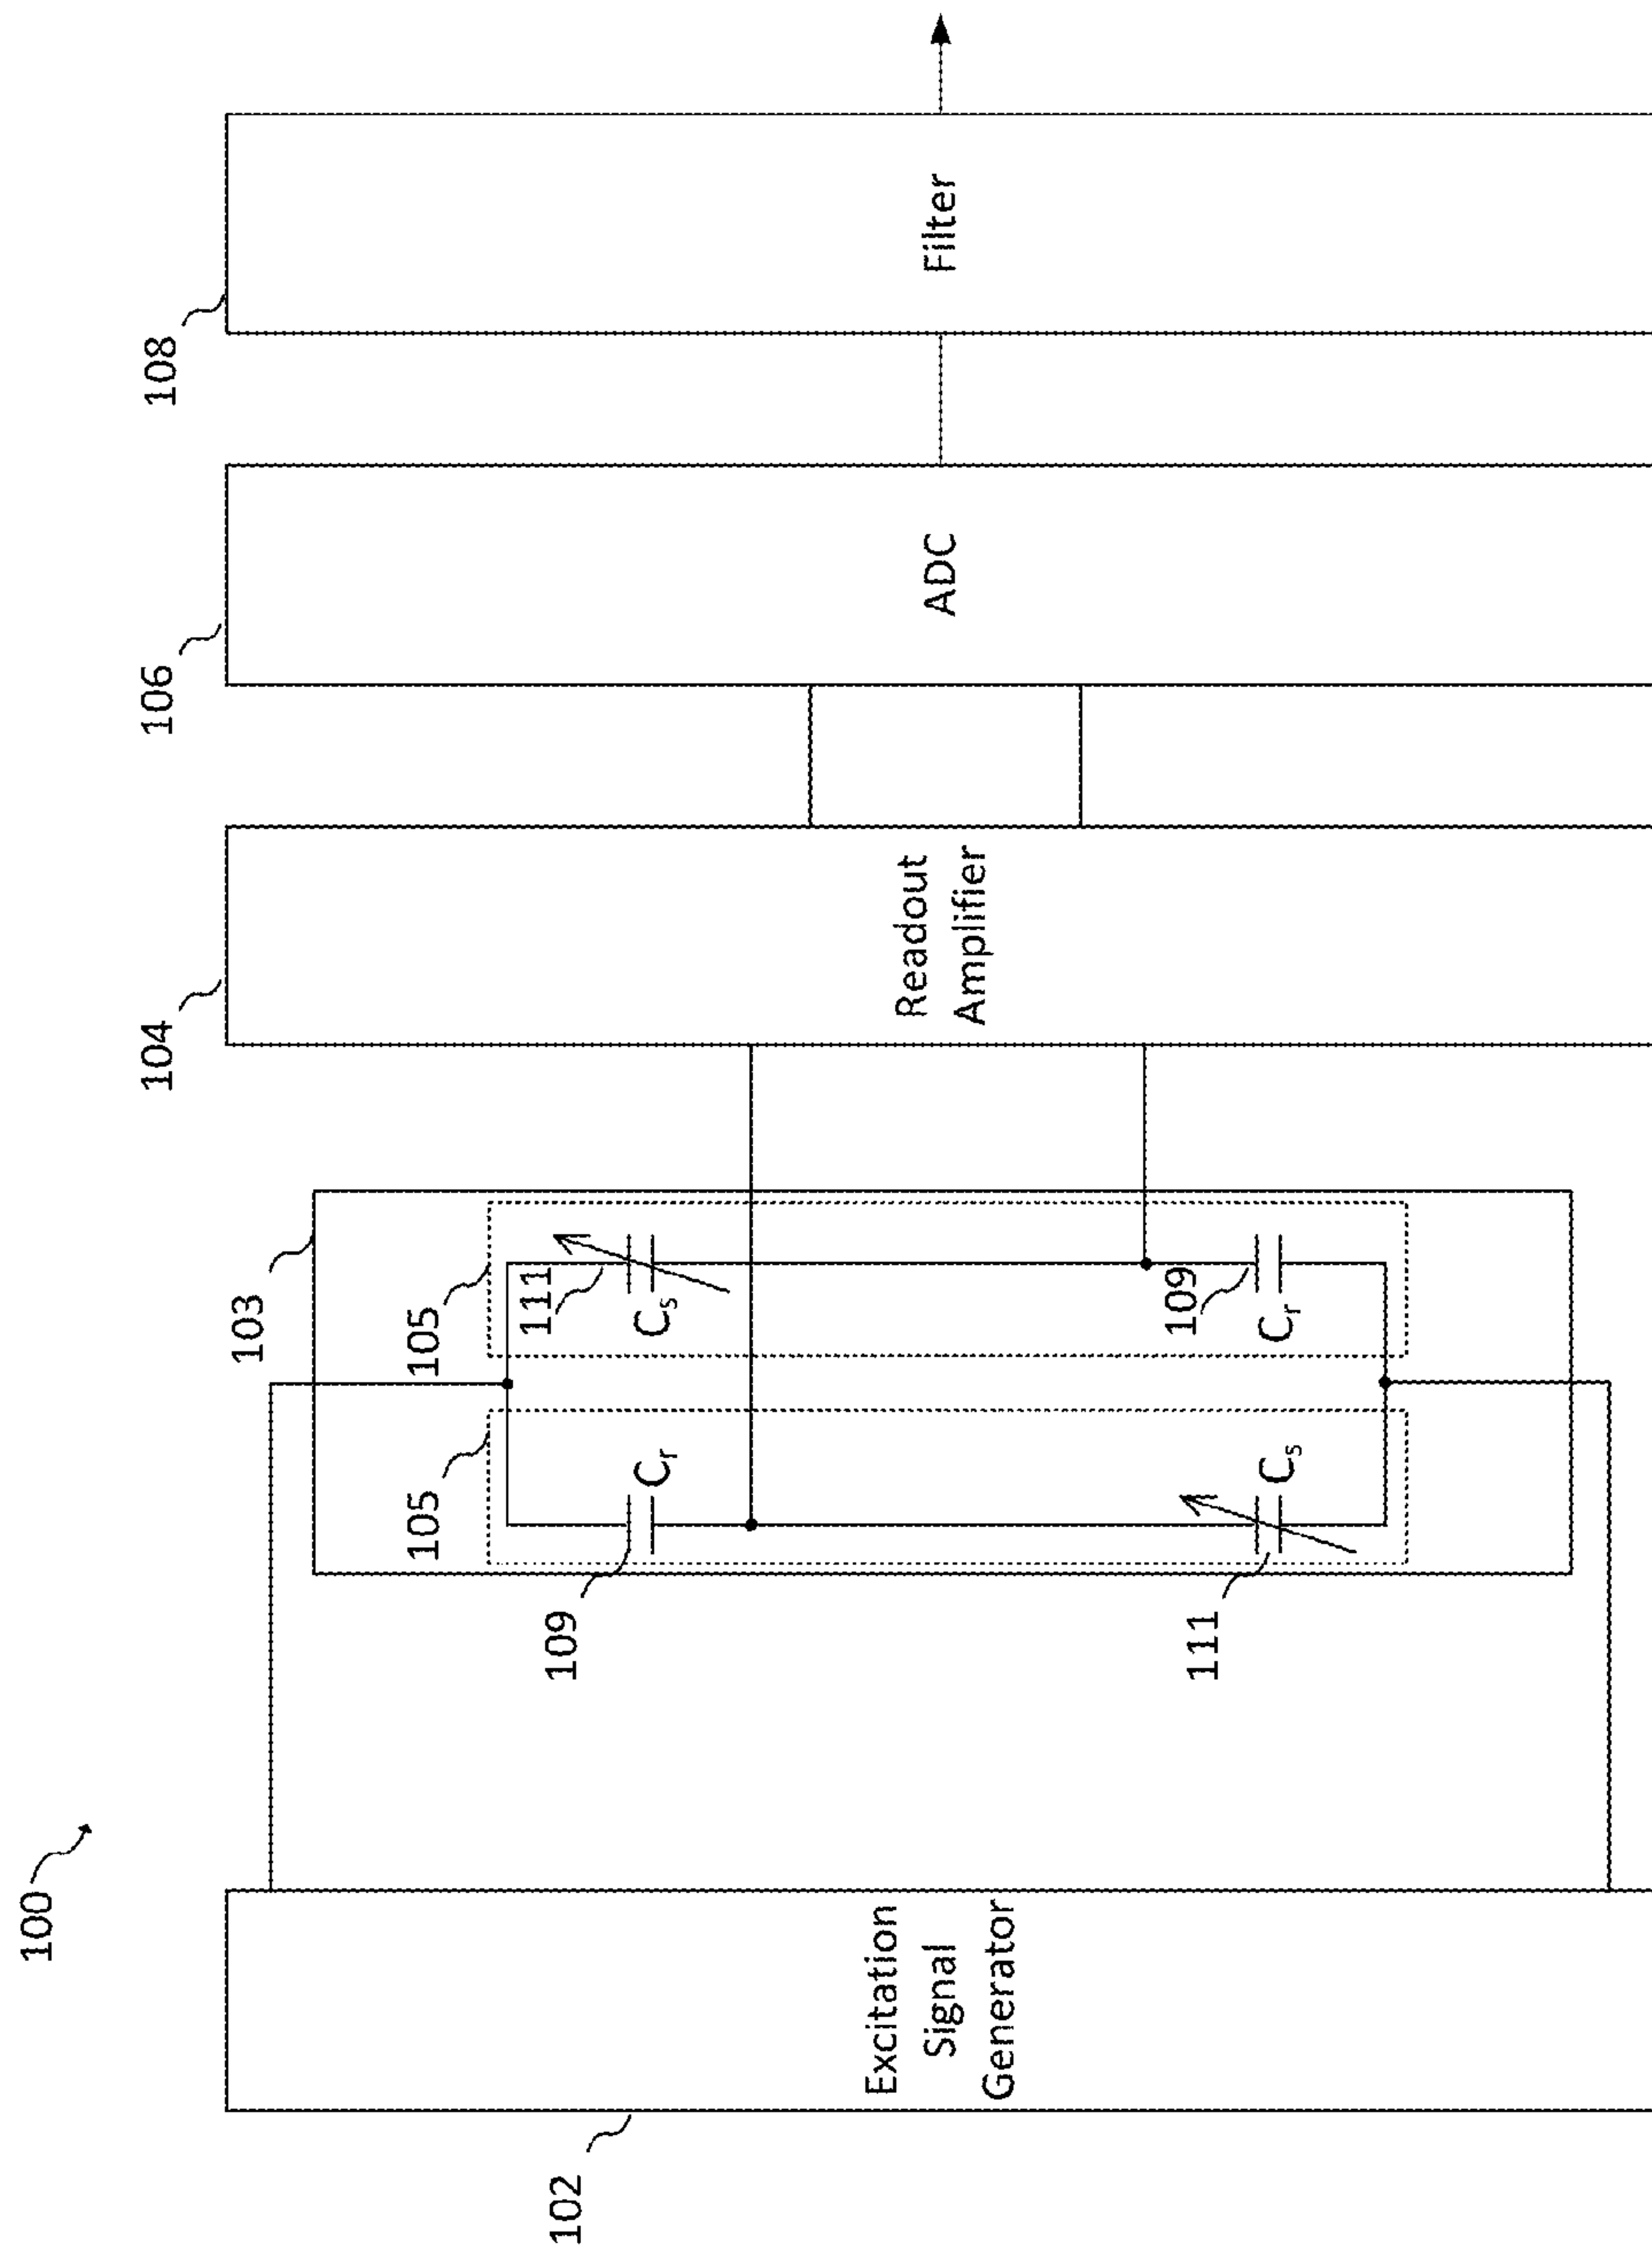 100
102
Excitation
Signal
Generator
103
105
105
109
Cr
111
Cs
111
Cs
109
Cr
104
Readout
Amplifier
106
ADC
108
Filter